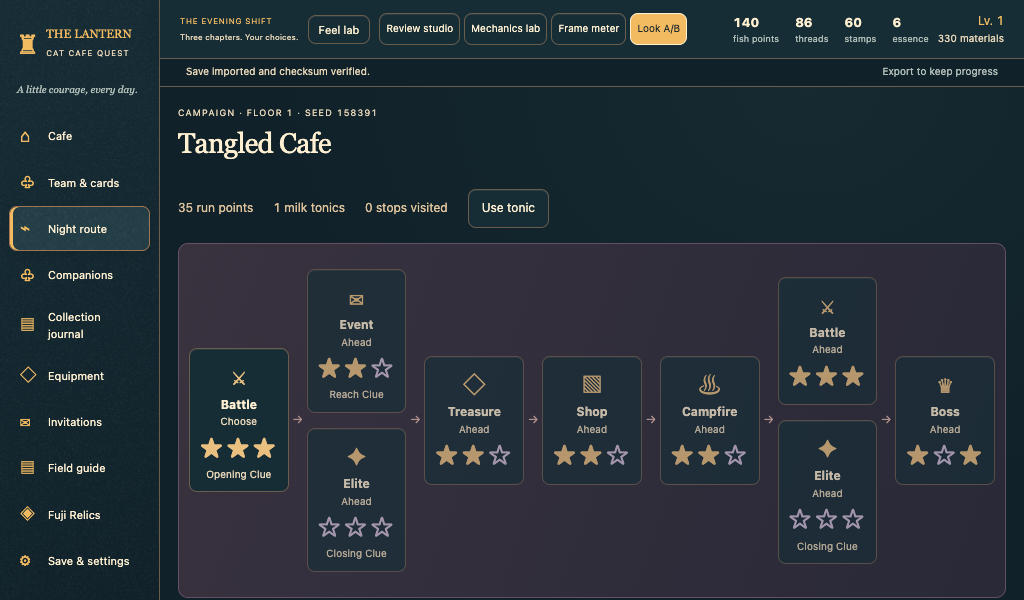 THE LANTERN
CAT CAFE QUEST
A little courage, every day.
Cafe
Team & cards
Night route
Companions
Collection
journal
Equipment
Invitations
Field guide
Fuji Relics
Save & settings
THE EVENING SHIFT
Three chapters. Your choices.
Feel lab
Review studio
Mechanics lab
Frame meter
Look A/B
140
fish points
86
threads
60
stamps
6
essence
Lv. 1
330 materials
Save imported and checksum verified.
Export to keep progress
CAMPAIGN · FLOOR 1 · SEED 158391
Tangled Cafe
35 run points
1 milk tonics
0 stops visited
Use tonic
Battle
Choose
Opening Clue
Event
Ahead
Reach Clue
Elite
Ahead
Closing Clue
Treasure
Ahead
Shop
Ahead
Campfire
Ahead
Battle
Ahead
Elite
Ahead
Closing Clue
Boss
Ahead